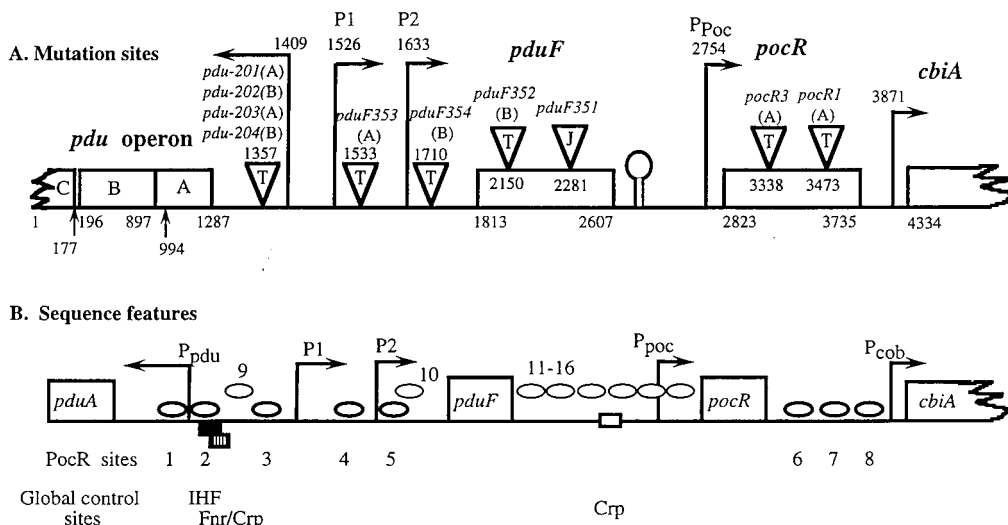 A. Mutation sites
P1
P2
pduF
P_Poc
pocR
cbiA
1409
1526
1633
2754
3871
pdu-201(A)
pdu-202(B)
pdu-203(A)
pdu-204(B)
pduF353
(A)
pduF354
(B)
pduF352
(B)
pduF351
pocR3
(A)
pocR1
(A)
pdu operon
1357
T
1533
T
1710
T
T
2150
J
2281
T
3338
T
3473
C
B
A
1
196
897
1287
177
994
1813
2607
2823
3735
4334
B. Sequence features
P_pdu
9
P1
P2
10
11-16
P_poc
P_cob
pduA
pduF
pocR
cbiA
PocR sites
1
2
3
4
5
6
7
8
Global control
sites
IHF
Fnr/Crp
Crp